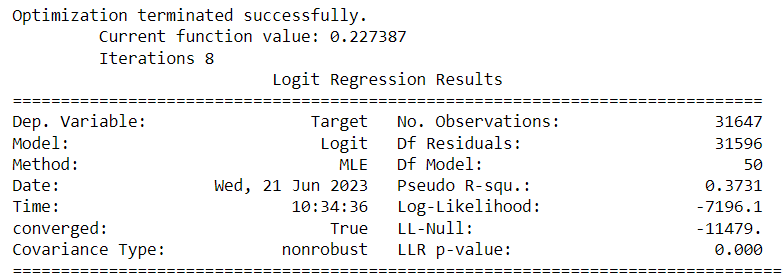 Optimization terminated successfully.
Current function value: 0.227387
Iterations 8
Logit Regression Results
==============================================================================
Dep. Variable: Target No. Observations: 31647
Model: Logit Df Residuals: 31596
Method: MLE Df Model: 50
Date: Wed, 21 Jun 2023 Pseudo R-squ.: 0.3731
Time: 10:34:36 Log-Likelihood: -7196.1
converged: True LL-Null: -11479.
Covariance Type: nonrobust LLR p-value: 0.000
================================================================================